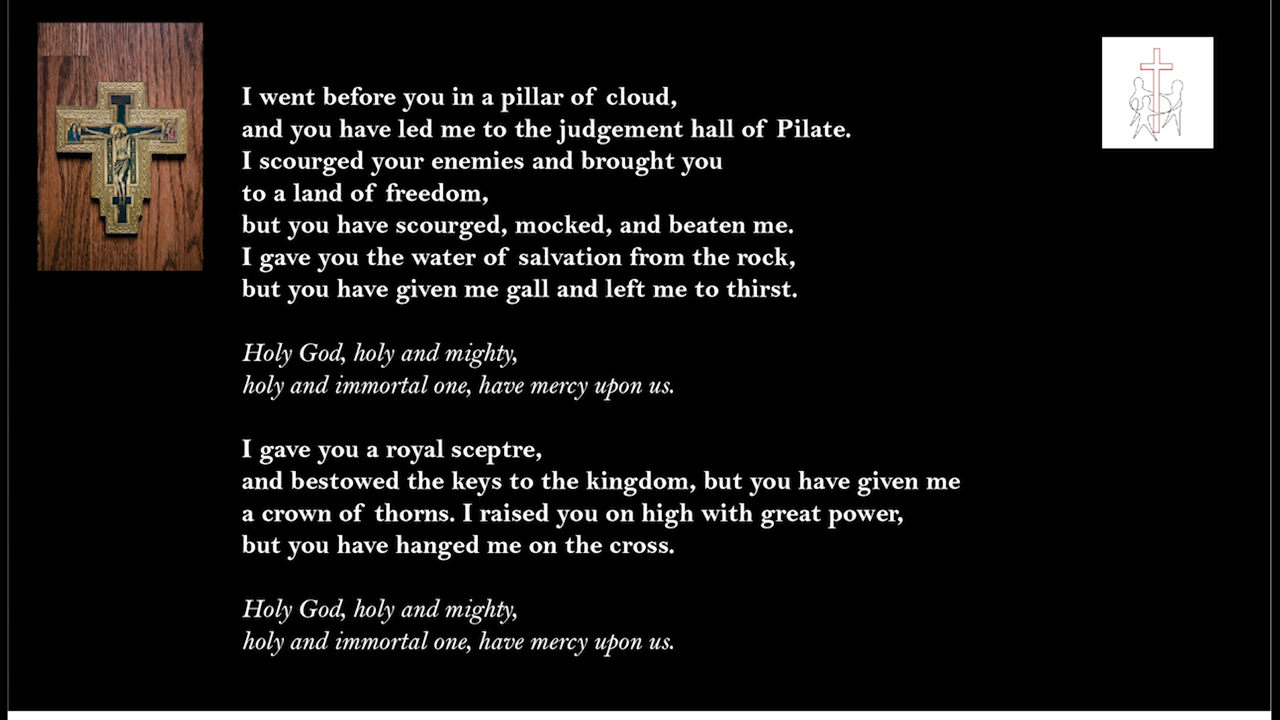 I went before you in a pillar of cloud,
and you have led me to the judgement hall of Pilate.
I scourged your enemies and brought you
to a land of freedom,
but you have scourged, mocked, and beaten me.
I gave you the water of salvation from the rock,
but you have given me gall and left me to thirst.
Holy God, holy and mighty,
holy and immortal one, have mercy upon us.
I gave you a royal sceptre,
and bestowed the keys to the kingdom, but you have given me
a crown of thorns. I raised you on high with great power,
but you have hanged me on the cross.
Holy God, holy and mighty,
holy and immortal one, have mercy upon us.